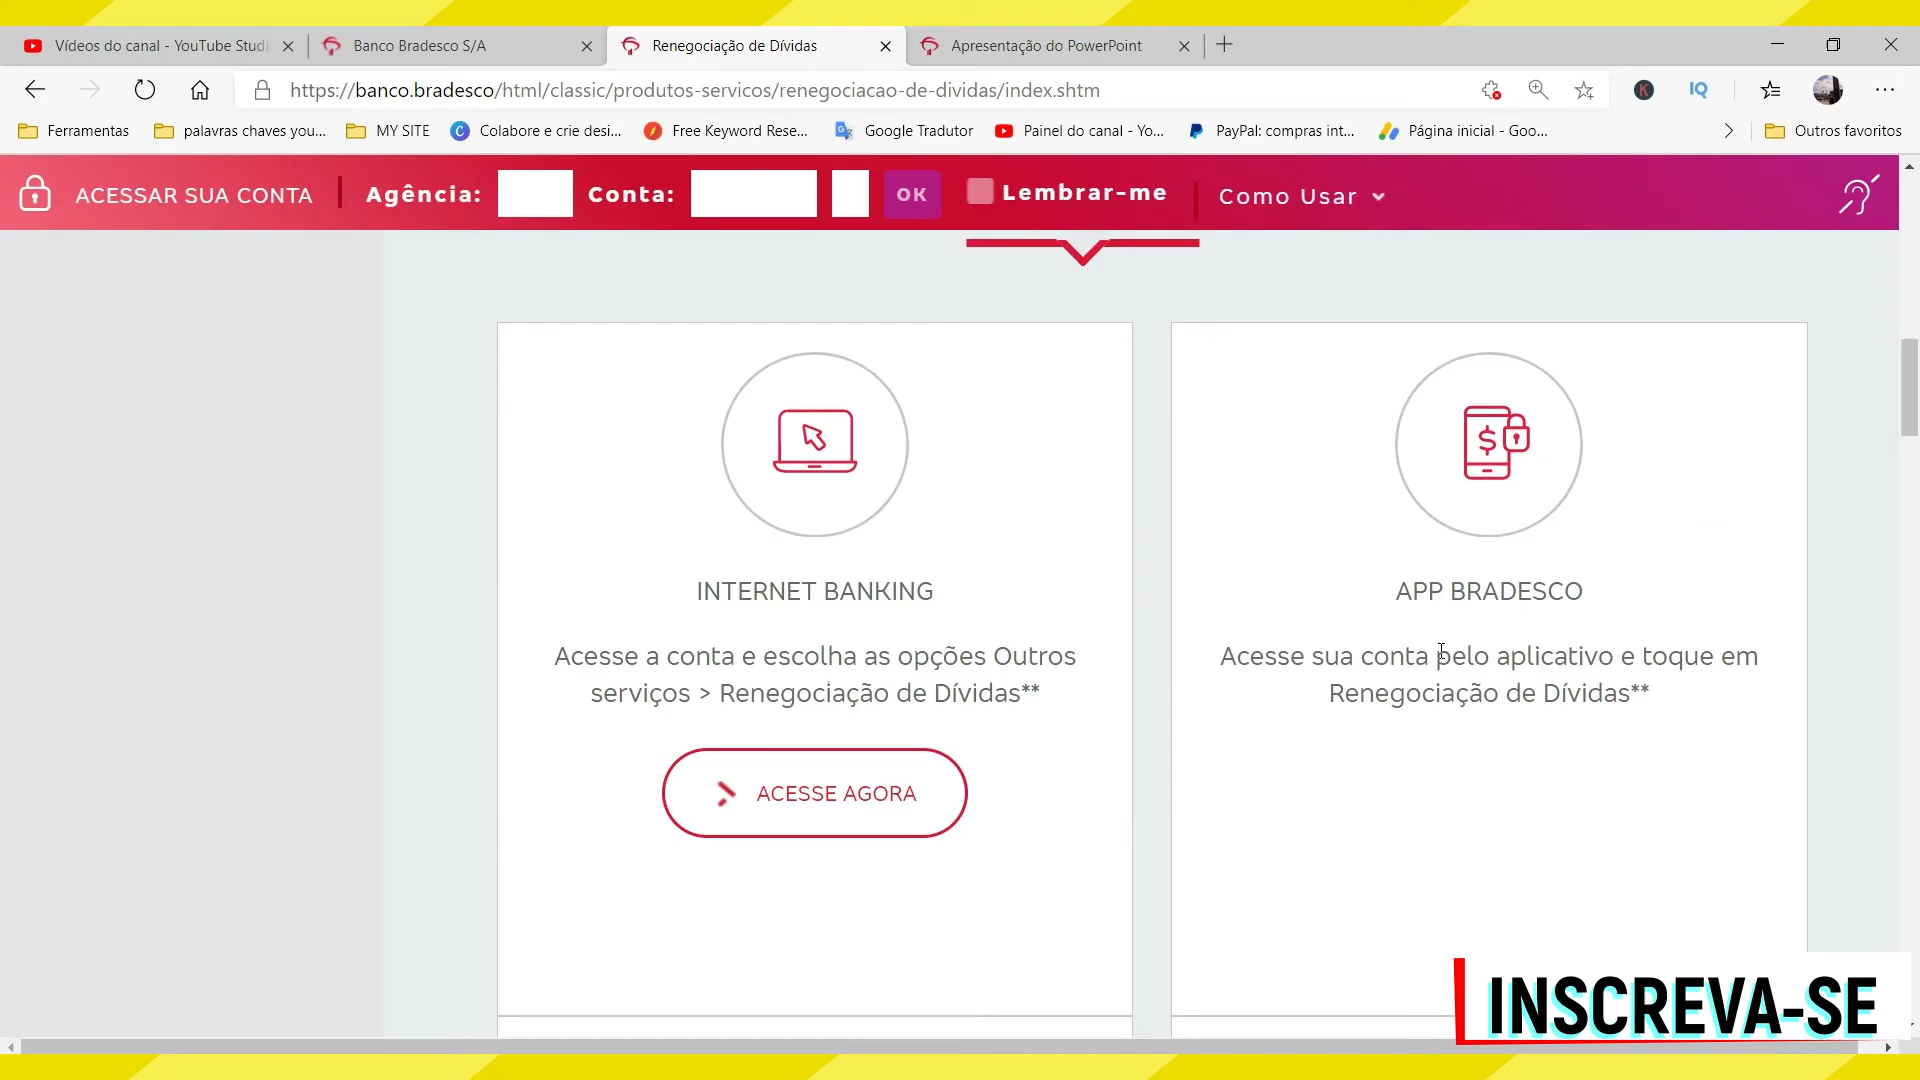 Vídeos do canal - YouTube Studi
Banco Bradesco S/A
Renegociação de Dívidas
Apresentação do PowerPoint
https://banco.bradesco/html/classic/produtos-servicos/renegociacao-de-dividas/index.shtm
K
IQ
Ferramentas
palavras chaves you...
MY SITE
Colabore e crie desi...
Free Keyword Rese...
Google Tradutor
Painel do canal - Yo...
PayPal: compras int...
Página inicial - Goo...
Outros favoritos
ACESSAR SUA CONTA
Agência:
Conta:
OK
Lembrar-me
Como Usar
INTERNET BANKING
Acesse a conta e escolha as opções Outros
serviços > Renegociação de Dívidas**
ACESSE AGORA
APP BRADESCO
Acesse sua conta pelo aplicativo e toque em
Renegociação de Dívidas**
INSCREVA-SE